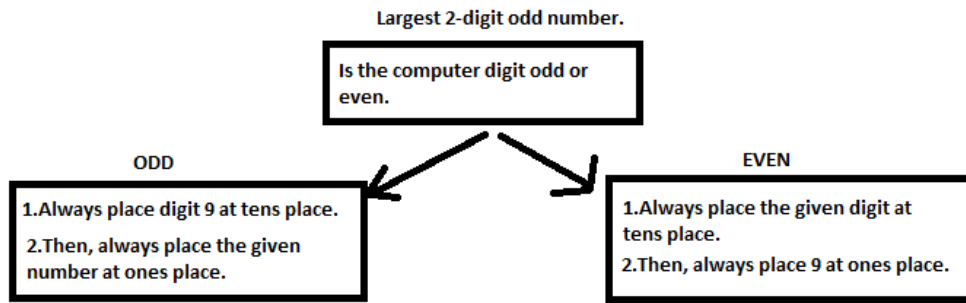 Largest 2-digit odd number.
Is the computer digit odd or
even.
ODD
1.Always place digit 9 at tens place.
2.Then, always place the given
number at ones place.
EVEN
1.Always place the given digit at
tens place.
2.Then, always place 9 at ones place.